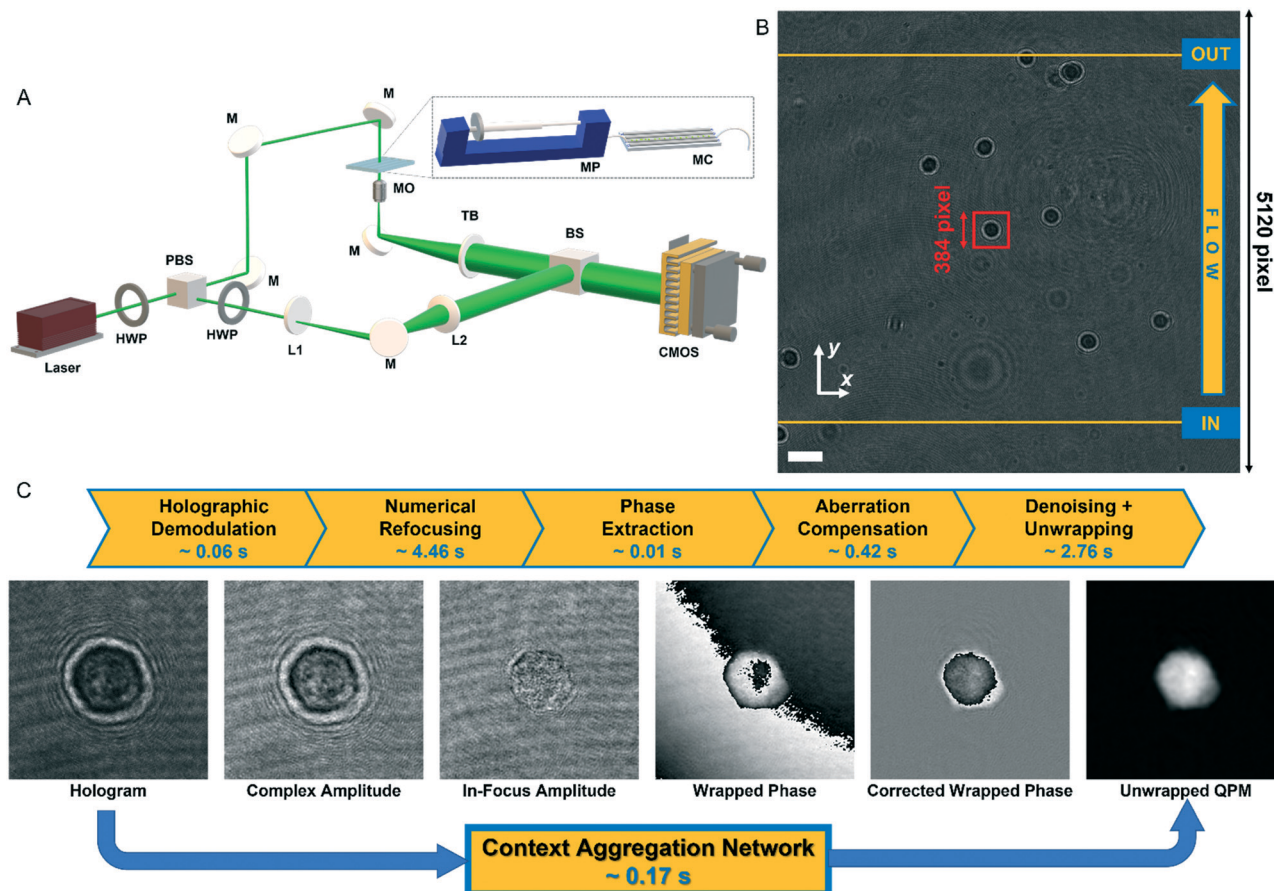 A
M
M
MP
MC
MO
TB
BS
M
PBS
M
HWP
HWP
L1
L2
M
Laser
CMOS
B
OUT
FLOW
384 pixel
5120 pixel
y
x
IN
C
Holographic
Demodulation
~ 0.06 s
Numerical
Refocusing
~ 4.46 s
Phase
Extraction
~ 0.01 s
Aberration
Compensation
~ 0.42 s
Denoising +
Unwrapping
~ 2.76 s
Hologram
Complex Amplitude
In-Focus Amplitude
Wrapped Phase
Corrected Wrapped Phase
Unwrapped QPM
Context Aggregation Network
~ 0.17 s